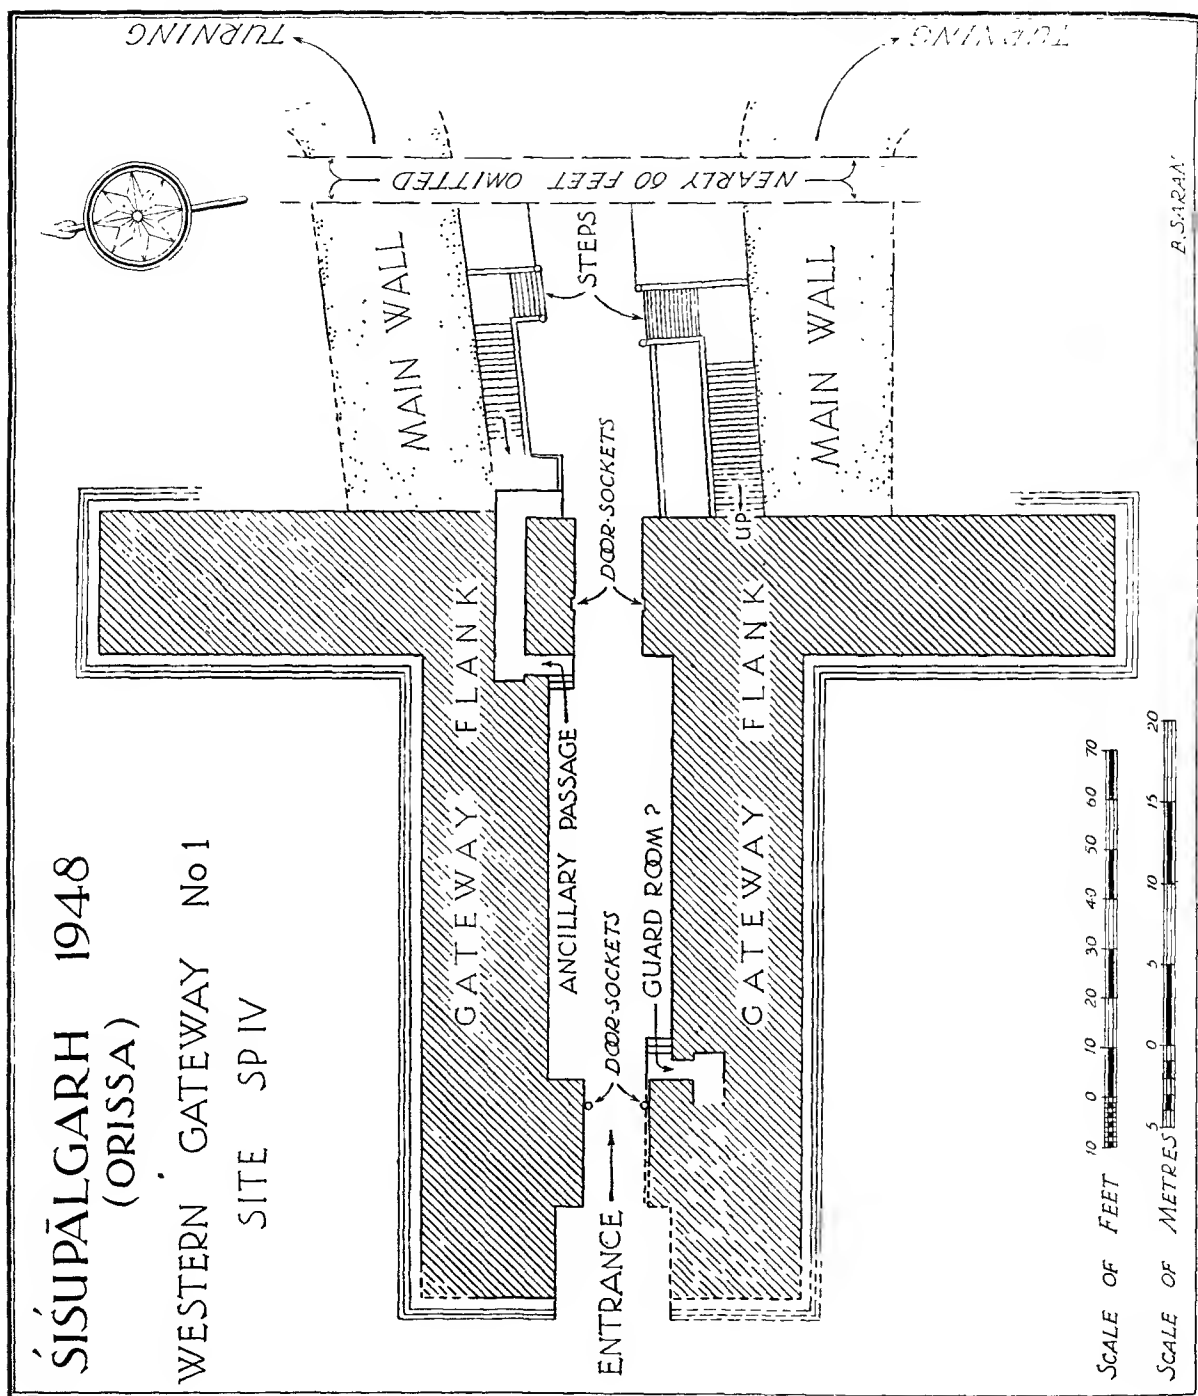 ŚIŚUPĀLGARH 1948
(ORISSA)
WESTERN GATEWAY No 1
SITE SP IV
TURNING
TURNING
NEARLY 60 FEET OMITTED
MAIN WALL
STEPS
MAIN WALL
DOOR-SOCKETS
UP
GATEWAY FLANK
ANCILLARY PASSAGE
GUARD ROOM ?
DOOR-SOCKETS
GATEWAY FLANK
ENTRANCE
10 0 10 20 30 40 50 60 70
SCALE OF FEET
5 0 5 10 15 20
SCALE OF METRES
B. SARAN